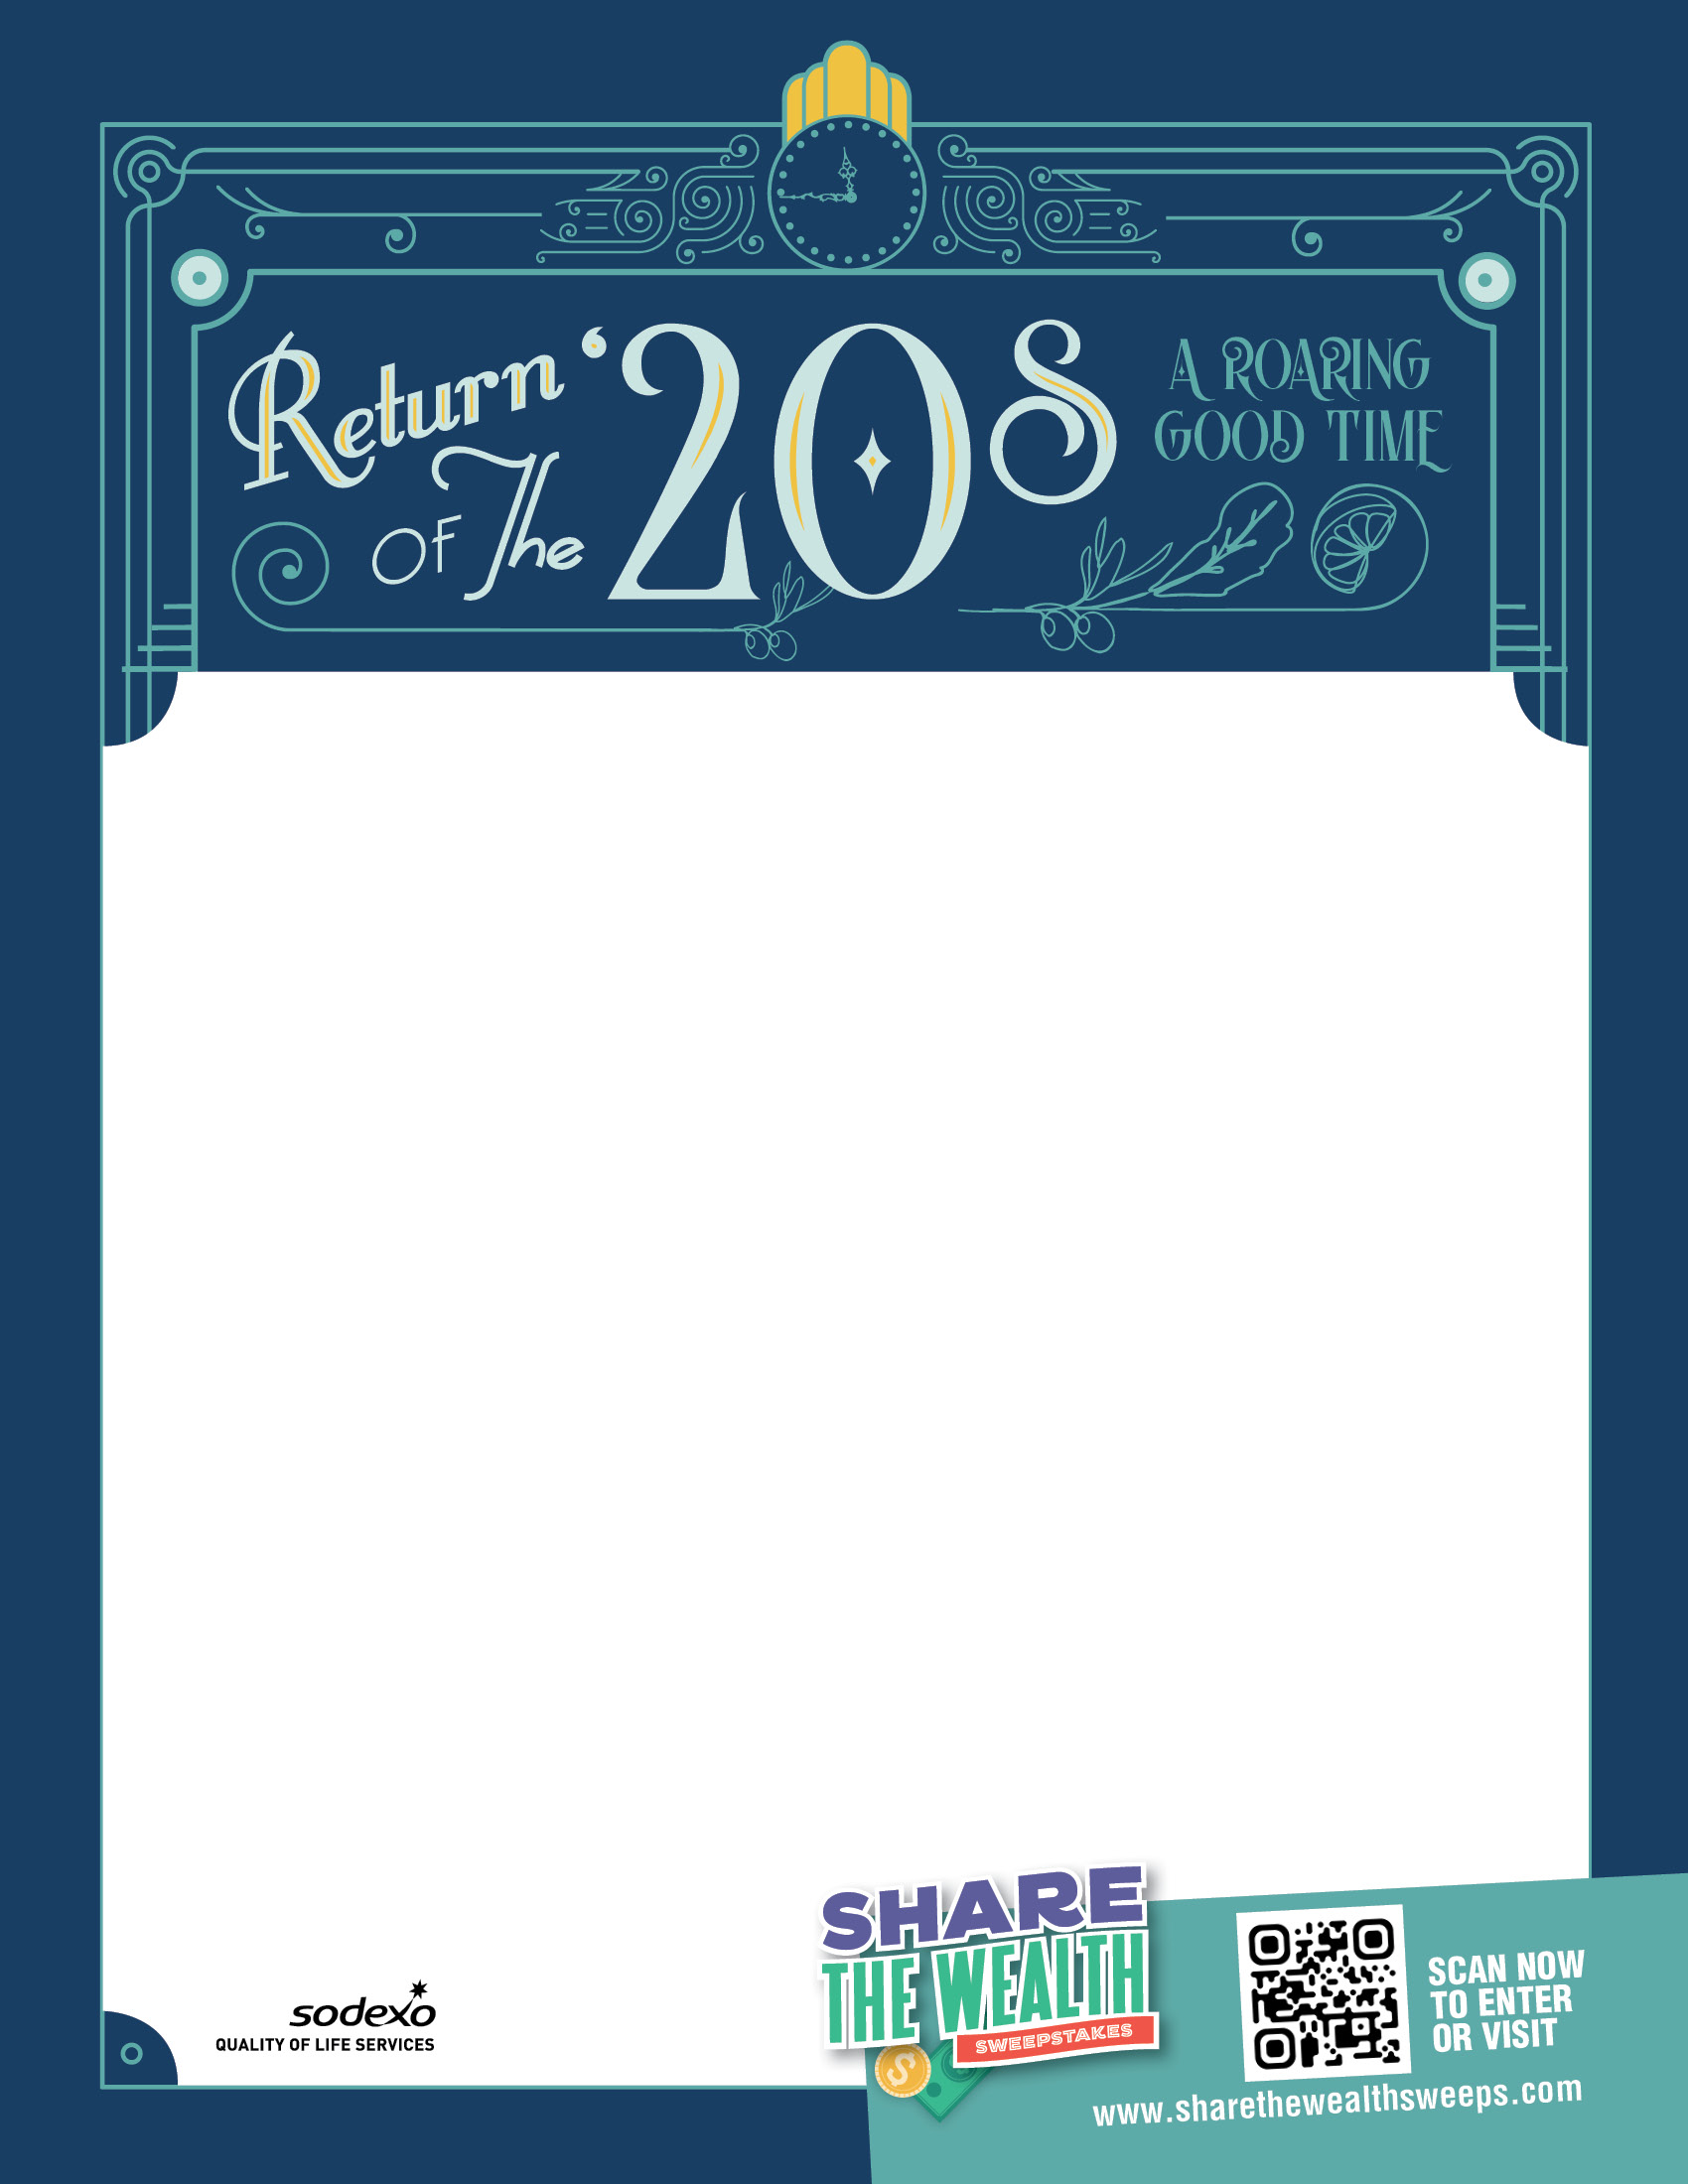 Return
OF The
‘20s
A ROARING
GOOD TIME
sodexo
QUALITY OF LIFE SERVICES
SHARE
THE WEALTH
SWEEPSTAKES
$
SCAN NOW
TO ENTER
OR VISIT
www.sharethewealthsweeps.com